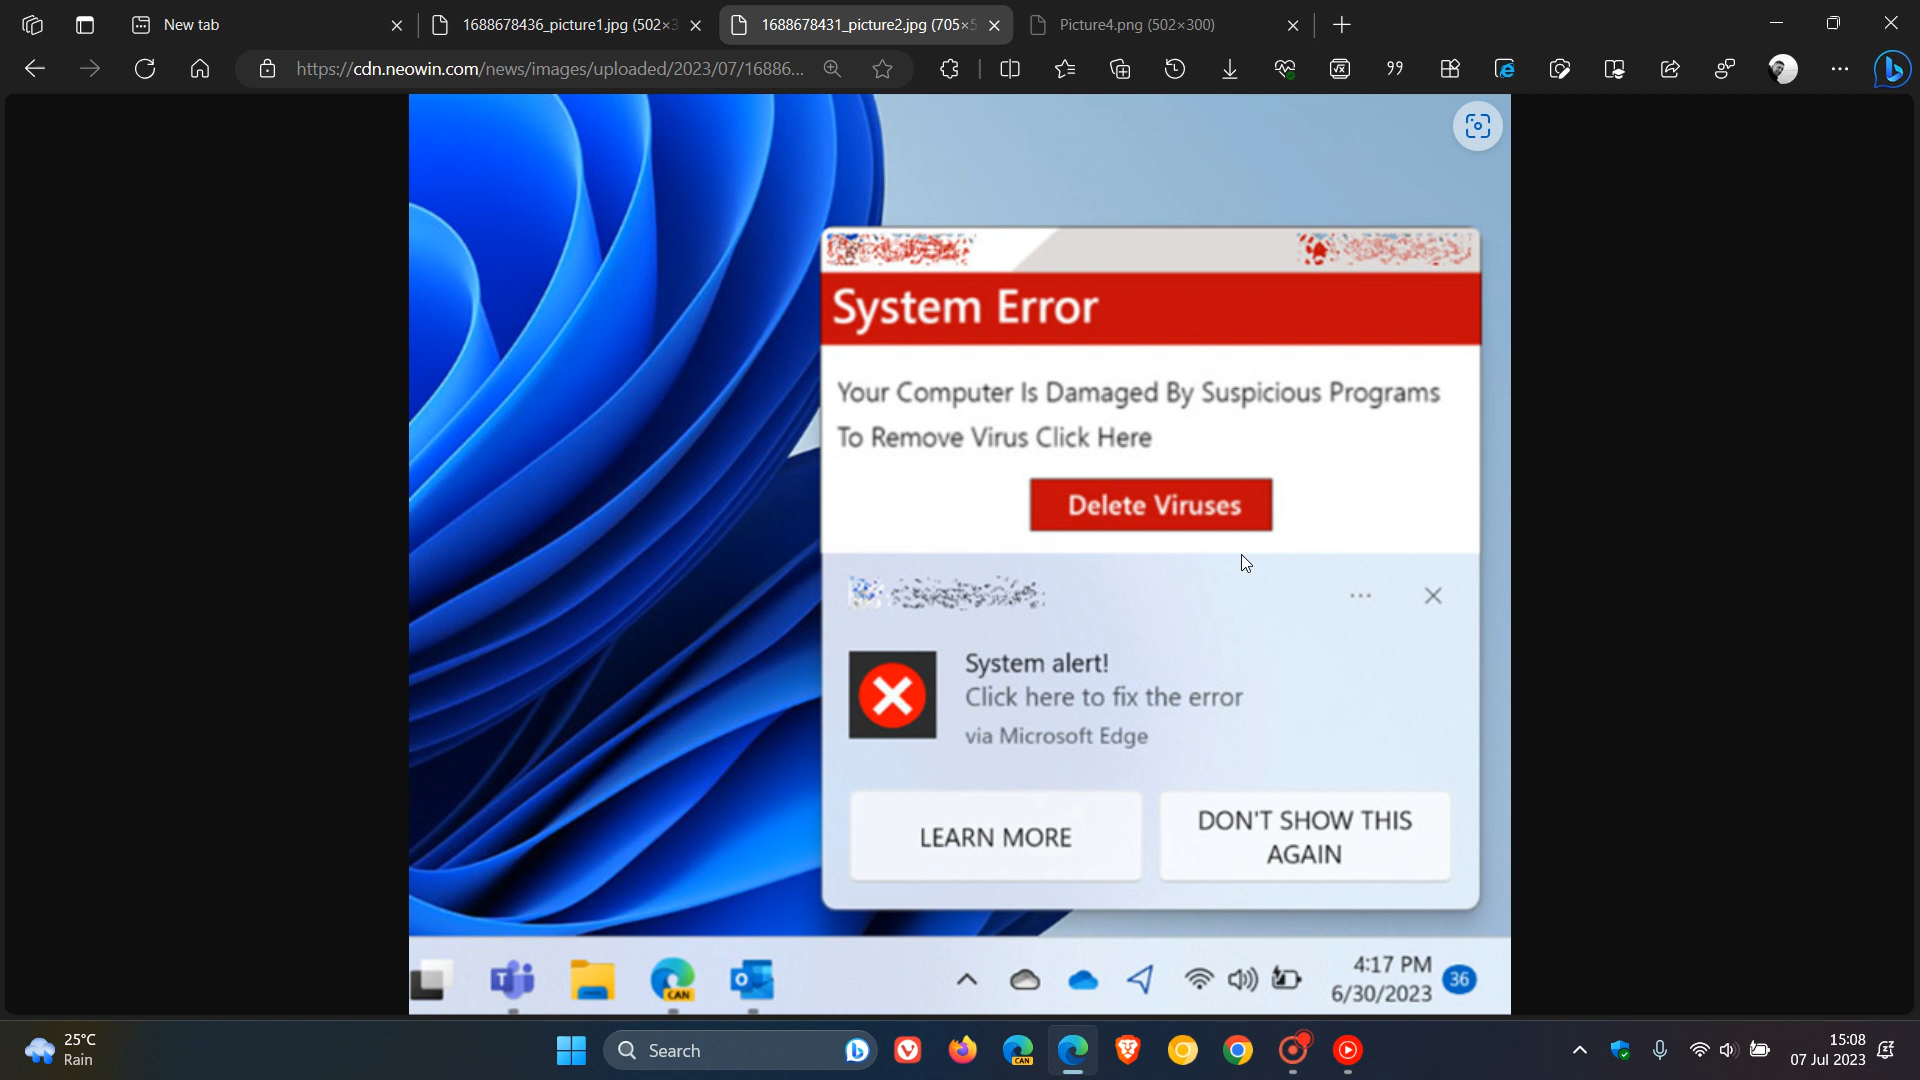 New tab
1688678436_picture1.jpg (502×3
1688678431_picture2.jpg (705×5
Picture4.png (502×300)
https://cdn.neowin.com/news/images/uploaded/2023/07/16886...
System Error
Your Computer Is Damaged By Suspicious Programs
To Remove Virus Click Here
Delete Viruses
System alert!
Click here to fix the error
via Microsoft Edge
LEARN MORE
DON'T SHOW THIS
AGAIN
CAN
4:17 PM
6/30/2023
36
25°C
Rain
Search
CAN
15:08
07 Jul 2023